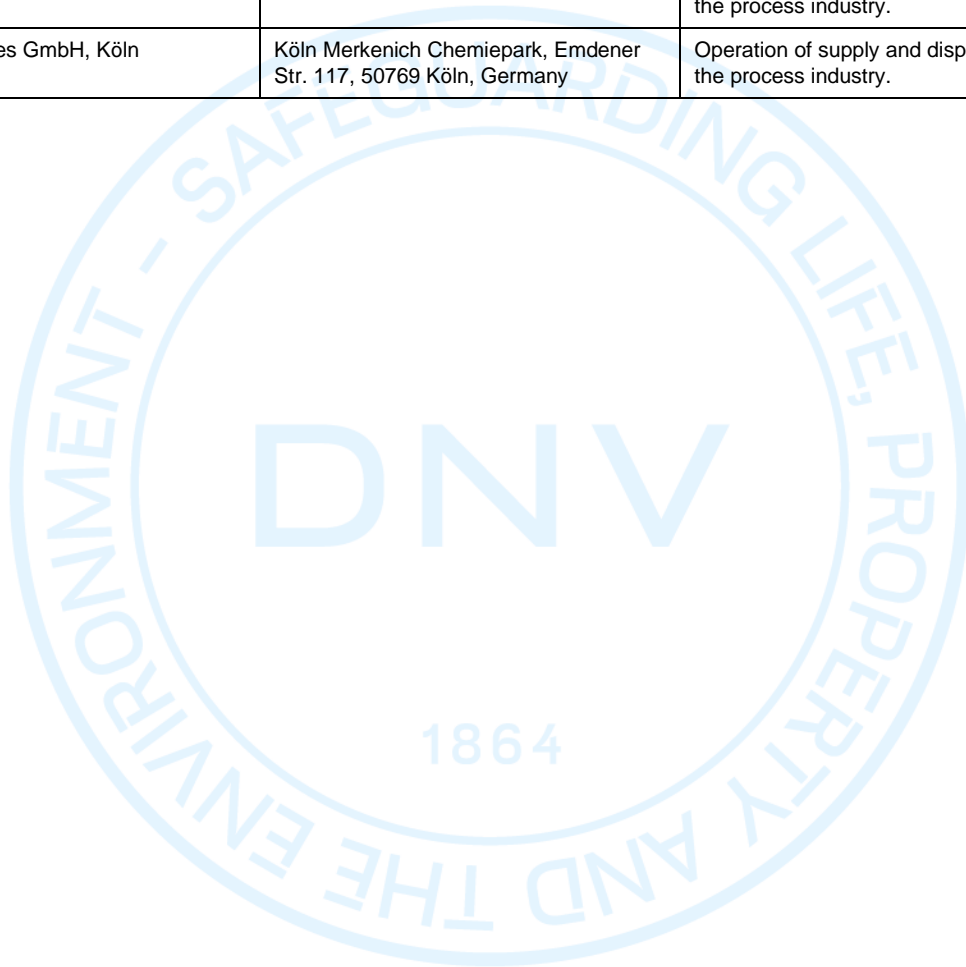 the process industry.
es GmbH, Köln
Köln Merkenich Chemiepark, Emdener
Str. 117, 50769 Köln, Germany
Operation of supply and disp
the process industry.
SAFEGUARDING LIFE, PROPERTY AND THE ENVIRONMENT -
DNV
1864